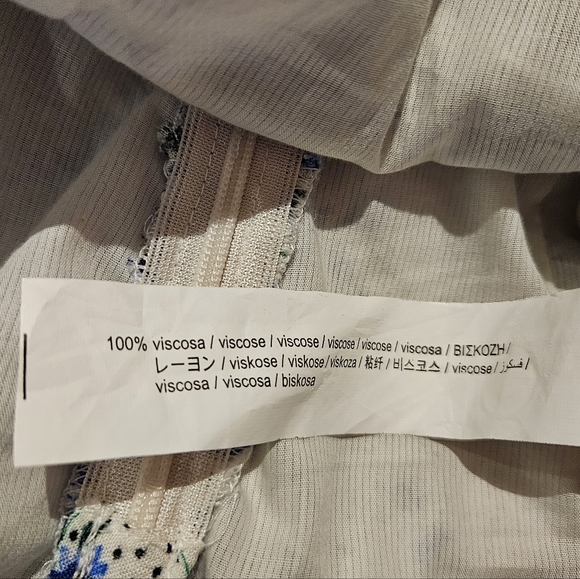 100% viscosa / viscose / viscose / viscose / viscose / viscosa / ΒΙΣΚΟΖΗ /
レーヨン / viskose / viskose / viskoza / 粘纤 / 비스코스 / viscose / فسكوز /
viscosa / viscosa / biskosa